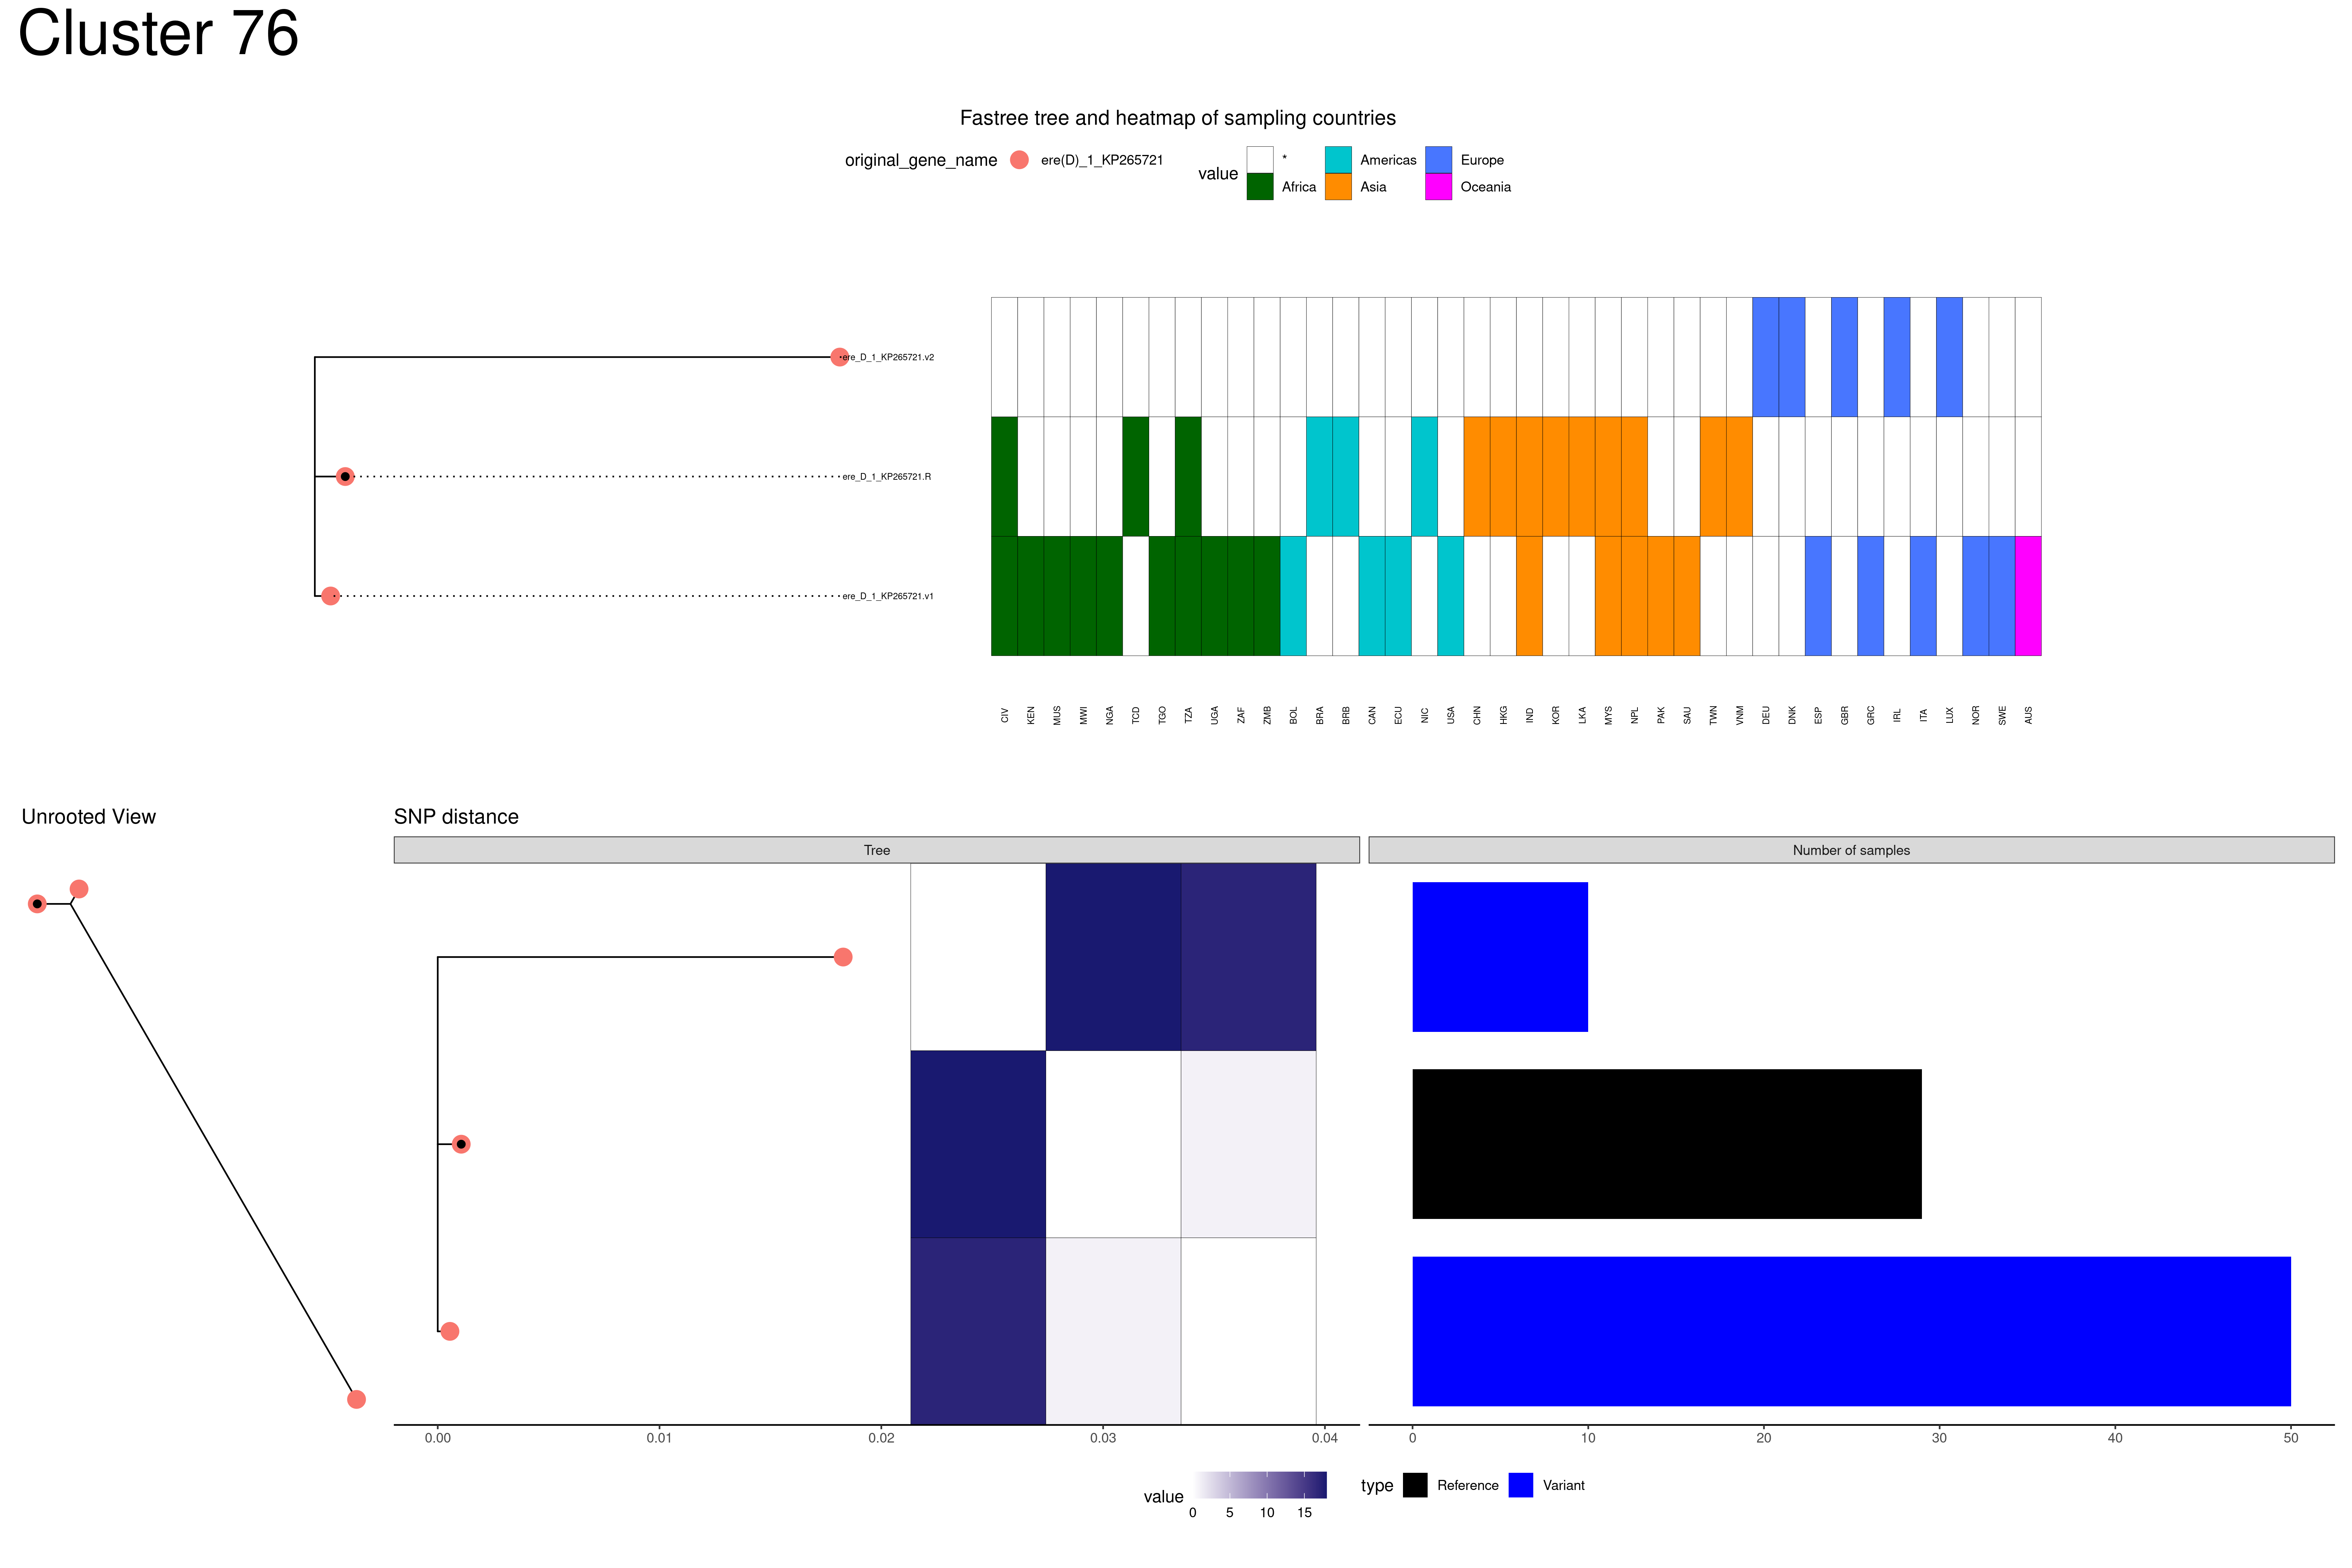 Cluster 76
Fastree tree and heatmap of sampling countries
original_gene_name ere(D)_1_KP265721 value * Americas Europe
Africa Asia Oceania
ere_D_1_KP265721.v2
ere_D_1_KP265721.R
ere_D_1_KP265721.v1
CIV KEN MUS MWI NGA TCD TGO TZA UGA ZAF ZMB BOL BRA BRB CAN ECU NIC USA CHN HKG IND KOR LKA MYS NPL PAK SAU TWN VNM DEU DNK ESP GBR GRC IRL ITA LUX NOR SWE AUS
Unrooted View SNP distance
Tree Number of samples
0.00 0.01 0.02 0.03 0.04 0 10 20 30 40 50
value 0 5 10 15 type Reference Variant